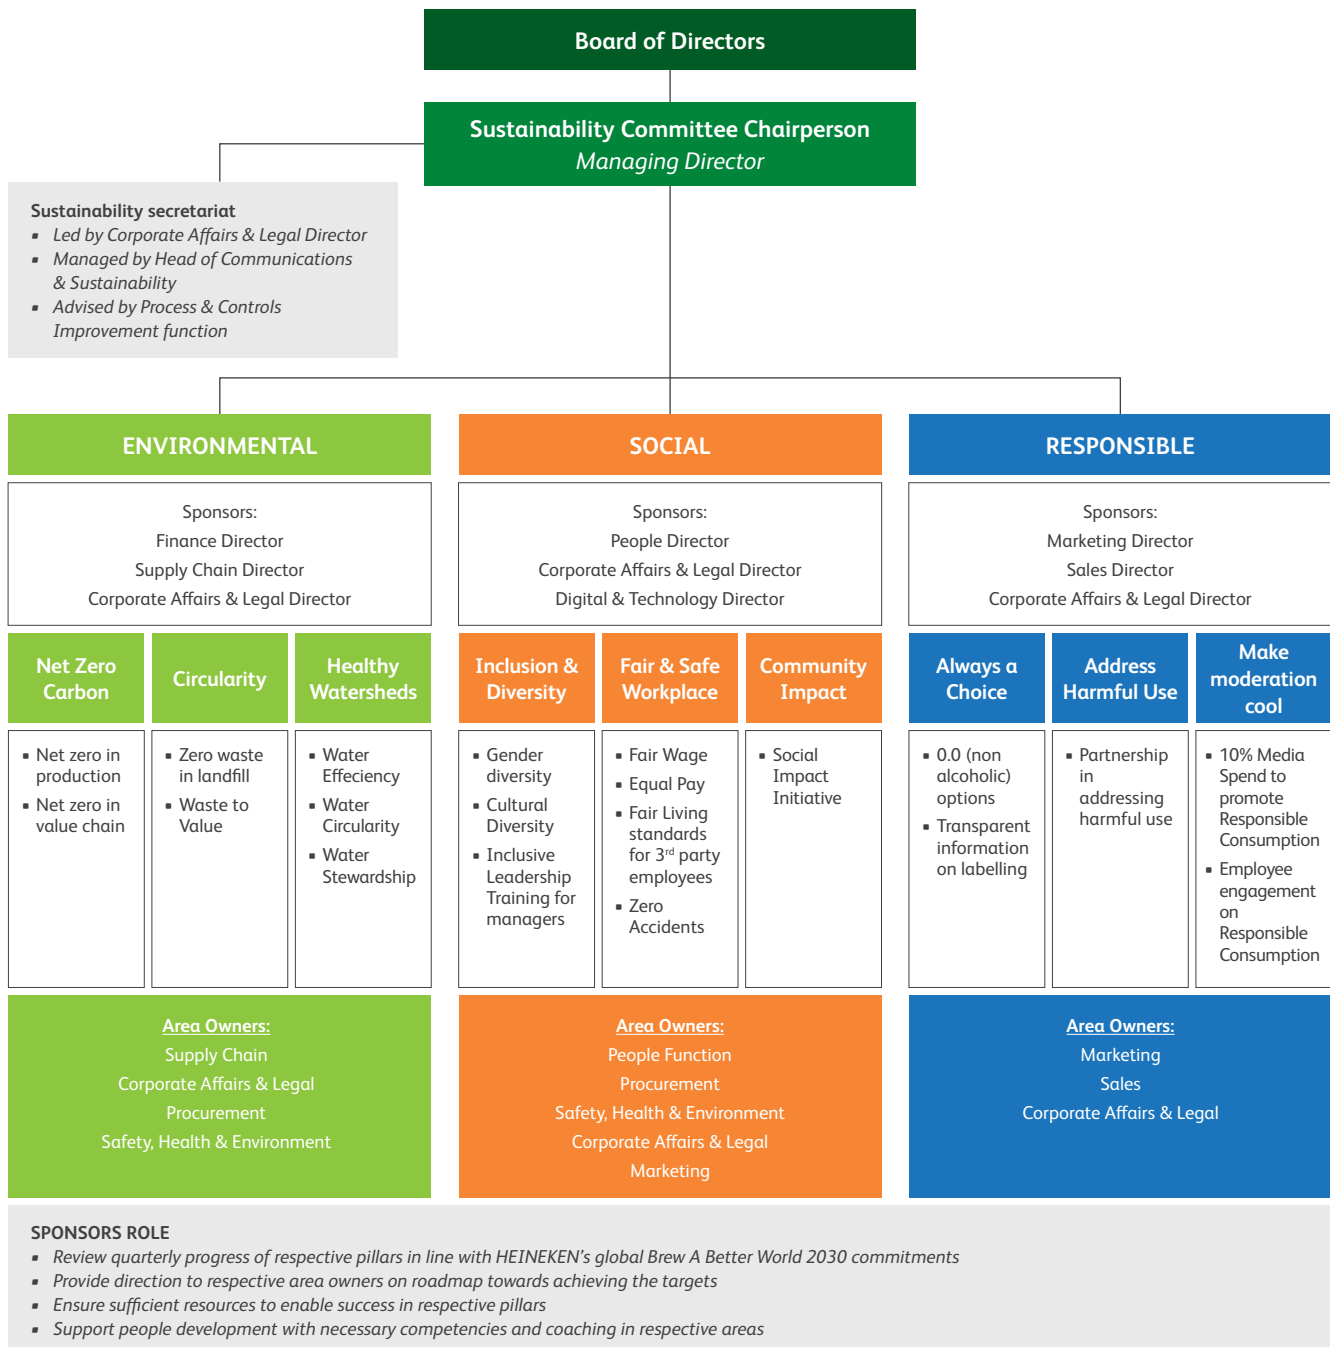 Board of Directors
Sustainability Committee Chairperson
Managing Director
Sustainability secretariat
▪ Led by Corporate Affairs & Legal Director
▪ Managed by Head of Communications
& Sustainability
▪ Advised by Process & Controls
Improvement function
ENVIRONMENTAL
Sponsors:
Finance Director
Supply Chain Director
Corporate Affairs & Legal Director
Net Zero
Carbon
▪ Net zero in
production
▪ Net zero in
value chain
Circularity
▪ Zero waste
in landfill
▪ Waste to
Value
Healthy
Watersheds
▪ Water
Effeciency
▪ Water
Circularity
▪ Water
Stewardship
Area Owners:
Supply Chain
Corporate Affairs & Legal
Procurement
Safety, Health & Environment
SOCIAL
Sponsors:
People Director
Corporate Affairs & Legal Director
Digital & Technology Director
Inclusion &
Diversity
▪ Gender
diversity
▪ Cultural
Diversity
▪ Inclusive
Leadership
Training for
managers
Fair & Safe
Workplace
▪ Fair Wage
▪ Equal Pay
▪ Fair Living
standards
for 3rd party
employees
▪ Zero
Accidents
Community
Impact
▪ Social
Impact
Initiative
Area Owners:
People Function
Procurement
Safety, Health & Environment
Corporate Affairs & Legal
Marketing
RESPONSIBLE
Sponsors:
Marketing Director
Sales Director
Corporate Affairs & Legal Director
Always a
Choice
▪ 0.0 (non
alcoholic)
options
▪ Transparent
information
on labelling
Address
Harmful Use
▪ Partnership
in
addressing
harmful use
Make
moderation
cool
▪ 10% Media
Spend to
promote
Responsible
Consumption
▪ Employee
engagement
on
Responsible
Consumption
Area Owners:
Marketing
Sales
Corporate Affairs & Legal
SPONSORS ROLE
▪ Review quarterly progress of respective pillars in line with HEINEKEN's global Brew A Better World 2030 commitments
▪ Provide direction to respective area owners on roadmap towards achieving the targets
▪ Ensure sufficient resources to enable success in respective pillars
▪ Support people development with necessary competencies and coaching in respective areas